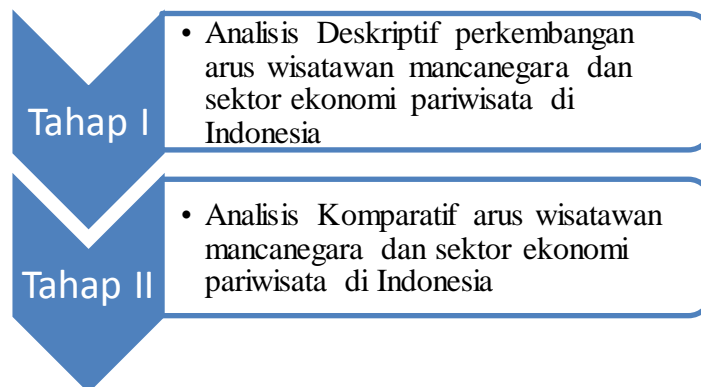 Tahap I
• Analisis Deskriptif perkembangan
arus wisatawan mancanegara dan
sektor ekonomi pariwisata di
Indonesia
Tahap II
• Analisis Komparatif arus wisatawan
mancanegara dan sektor ekonomi
pariwisata di Indonesia